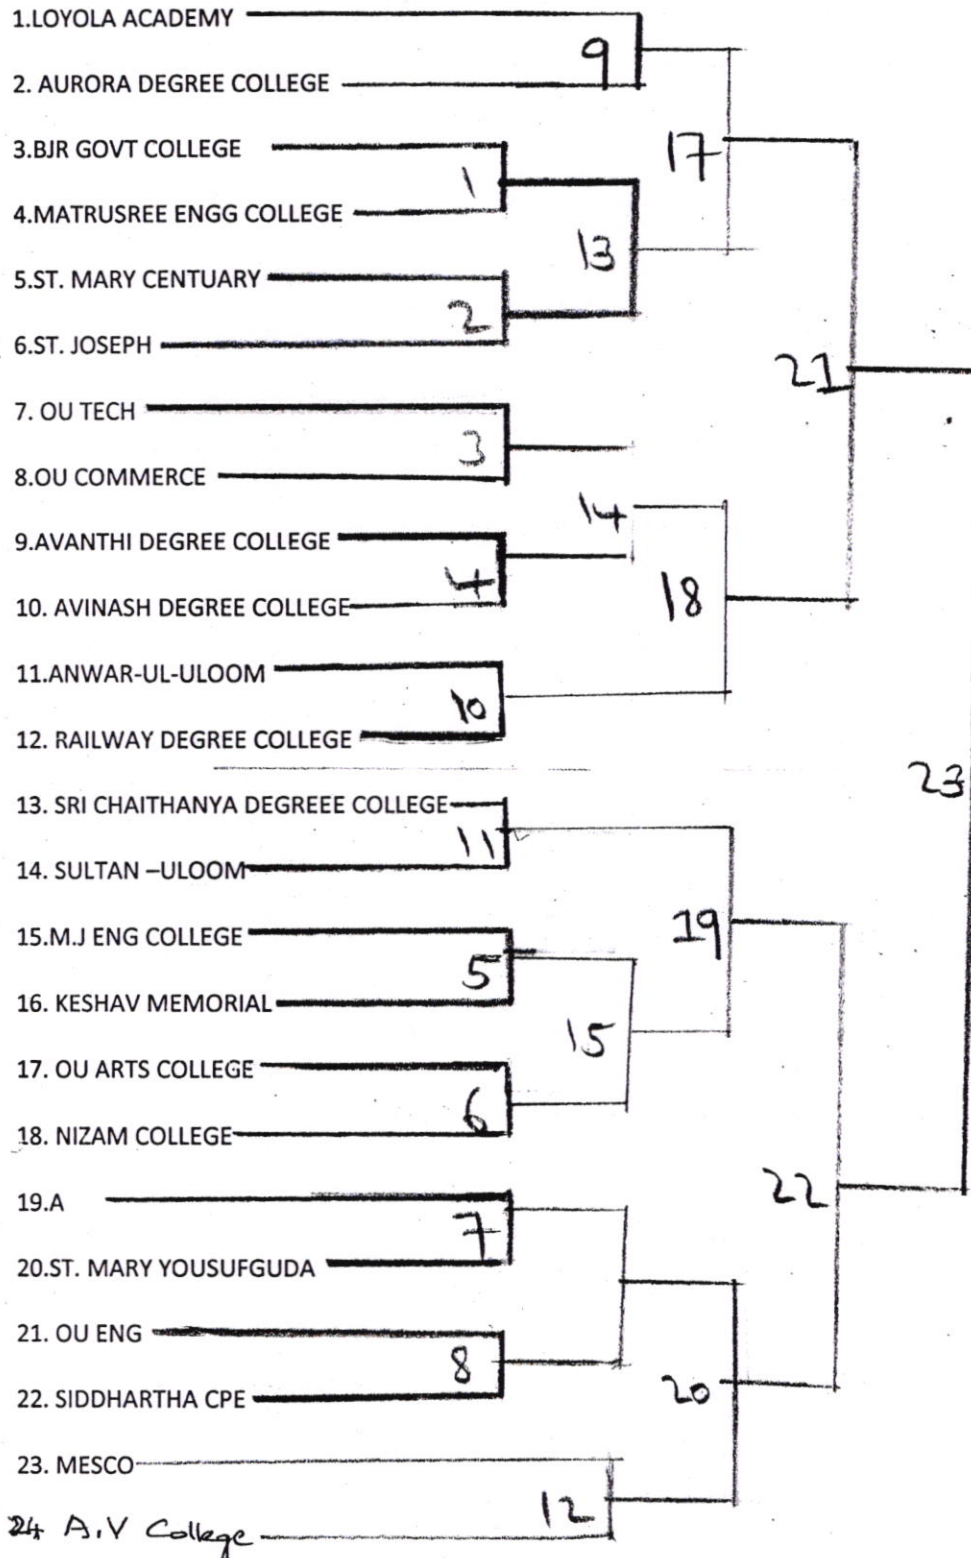 1.LOYOLA ACADEMY
9
2. AURORA DEGREE COLLEGE
3.BJR GOVT COLLEGE
17
1
4.MATRUSREE ENGG COLLEGE
13
5.ST. MARY CENTUARY
2
6.ST. JOSEPH
21
7. OU TECH
3
8.OU COMMERCE
14
9.AVANTHI DEGREE COLLEGE
4
18
10. AVINASH DEGREE COLLEGE
11.ANWAR-UL-ULOOM
10
12. RAILWAY DEGREE COLLEGE
23
13. SRI CHAITHANYA DEGREEE COLLEGE
11
14. SULTAN –ULOOM
15.M.J ENG COLLEGE
19
5
16. KESHAV MEMORIAL
15
17. OU ARTS COLLEGE
6
18. NIZAM COLLEGE
22
19.A
7
20.ST. MARY YOUSUFGUDA
21. OU ENG
8
20
22. SIDDHARTHA CPE
23. MESCO
12
24 A.V College